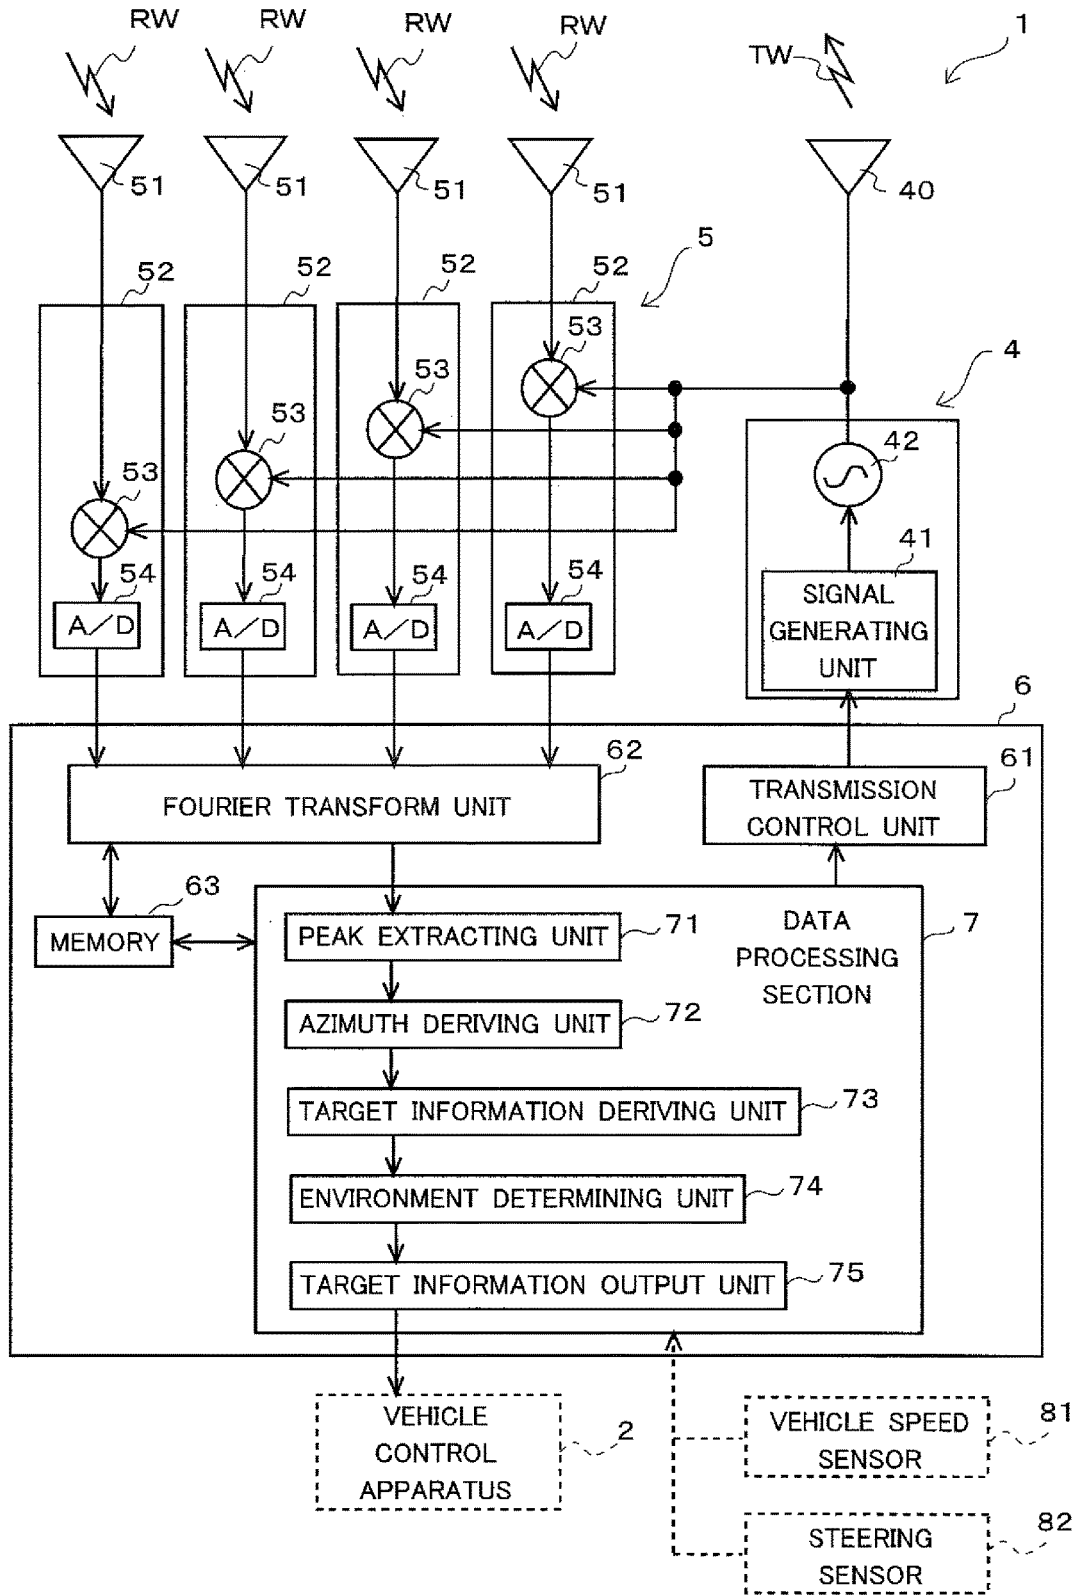 RW
RW
RW
RW
TW
1
51
51
51
51
40
5
52
52
52
52
53
53
53
53
4
42
41
SIGNAL
GENERATING
UNIT
54
54
54
54
A/D
A/D
A/D
A/D
6
62
FOURIER TRANSFORM UNIT
61
TRANSMISSION
CONTROL UNIT
63
MEMORY
7
DATA
PROCESSING
SECTION
PEAK EXTRACTING UNIT
71
AZIMUTH DERIVING UNIT
72
TARGET INFORMATION DERIVING UNIT
73
ENVIRONMENT DETERMINING UNIT
74
TARGET INFORMATION OUTPUT UNIT
75
VEHICLE
CONTROL
APPARATUS
2
VEHICLE SPEED
SENSOR
81
STEERING
SENSOR
82